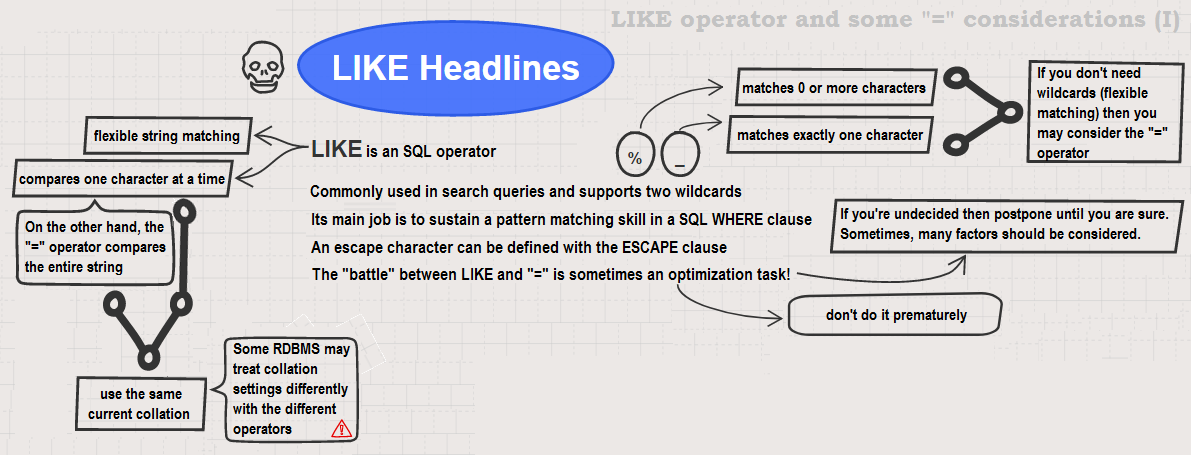 LIKE operator and some "=" considerations (I)
LIKE Headlines
flexible string matching
compares one character at a time
On the other hand, the
"=" operator compares
the entire string
use the same
current collation
Some RDBMS may
treat collation
settings differently
with the different
operators
LIKE is an SQL operator
Commonly used in search queries and supports two wildcards
Its main job is to sustain a pattern matching skill in a SQL WHERE clause
An escape character can be defined with the ESCAPE clause
The "battle" between LIKE and "=" is sometimes an optimization task!
%
_
matches 0 or more characters
matches exactly one character
If you don't need
wildcards (flexible
matching) then you
may consider the "="
operator
If you're undecided then postpone until you are sure.
Sometimes, many factors should be considered.
don't do it prematurely